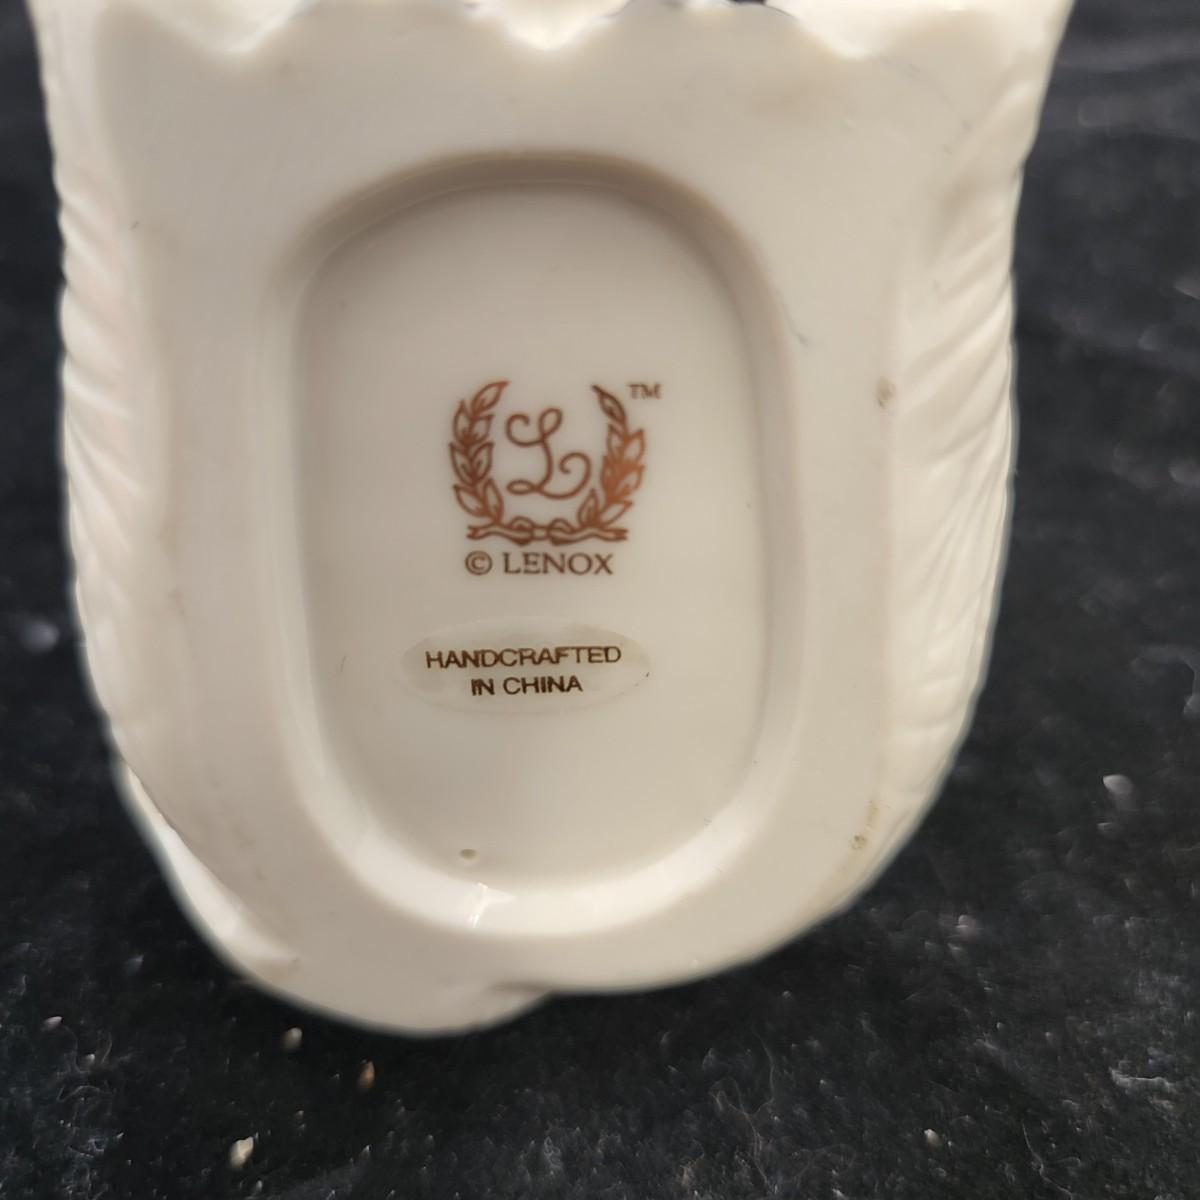 L ™
© LENOX
HANDCRAFTED
IN CHINA